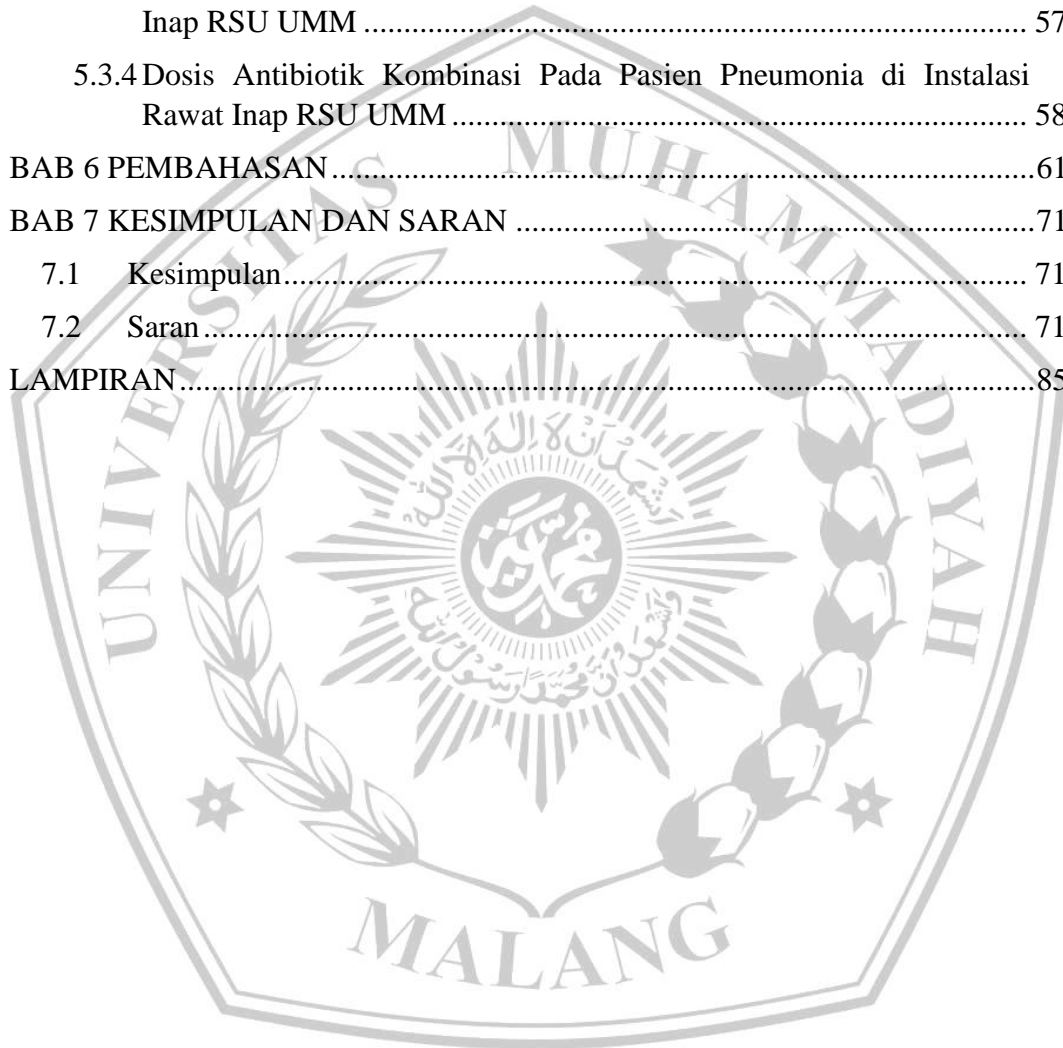 Inap RSU UMM ........................................................................................ 57
5.3.4 Dosis Antibiotik Kombinasi Pada Pasien Pneumonia di Instalasi
Rawat Inap RSU UMM ............................................................................ 58
BAB 6 PEMBAHASAN .............................................................................61
BAB 7 KESIMPULAN DAN SARAN .........................................................71
7.1 Kesimpulan......................................................................................... 71
7.2 Saran ................................................................................................. 71
LAMPIRAN..............................................................................................85
UNIVERSITAS MUHAMMADIYAH
MALANG